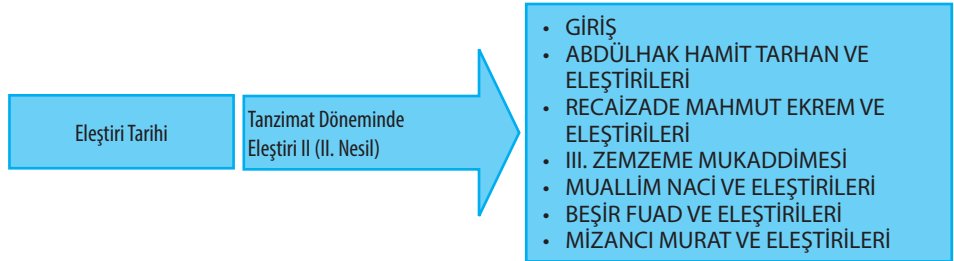 Eleştiri Tarihi
Tanzimat Döneminde
Eleştiri II (II. Nesil)
• GİRİŞ
• ABDÜLHAK HAMİT TARHAN VE
ELEŞTİRİLERİ
• RECAİZADE MAHMUT EKREM VE
ELEŞTİRİLERİ
• III. ZEMZEME MUKADDİMESİ
• MUALLİM NACİ VE ELEŞTİRİLERİ
• BEŞİR FUAD VE ELEŞTİRİLERİ
• MİZANCI MURAT VE ELEŞTİRİLERİ